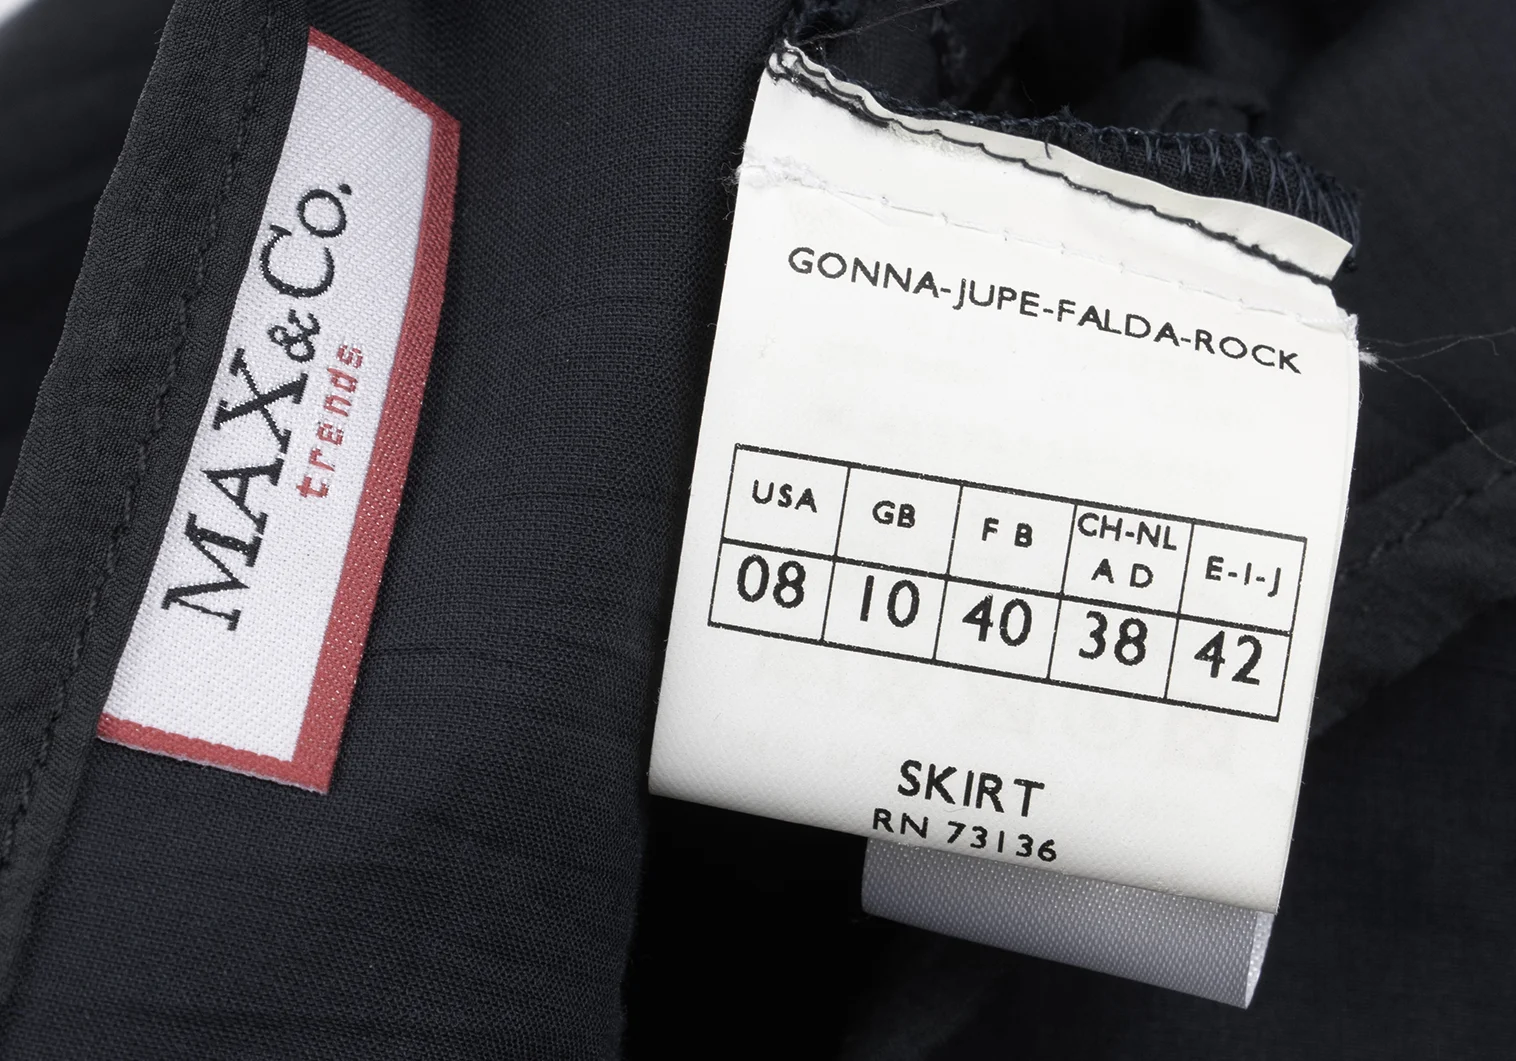 MAX&Co.
trends
GONNA-JUPE-FALDA-ROCK
USA GB F B CH-NL A D E-I-J
08 10 40 38 42
SKIRT
RN 73136